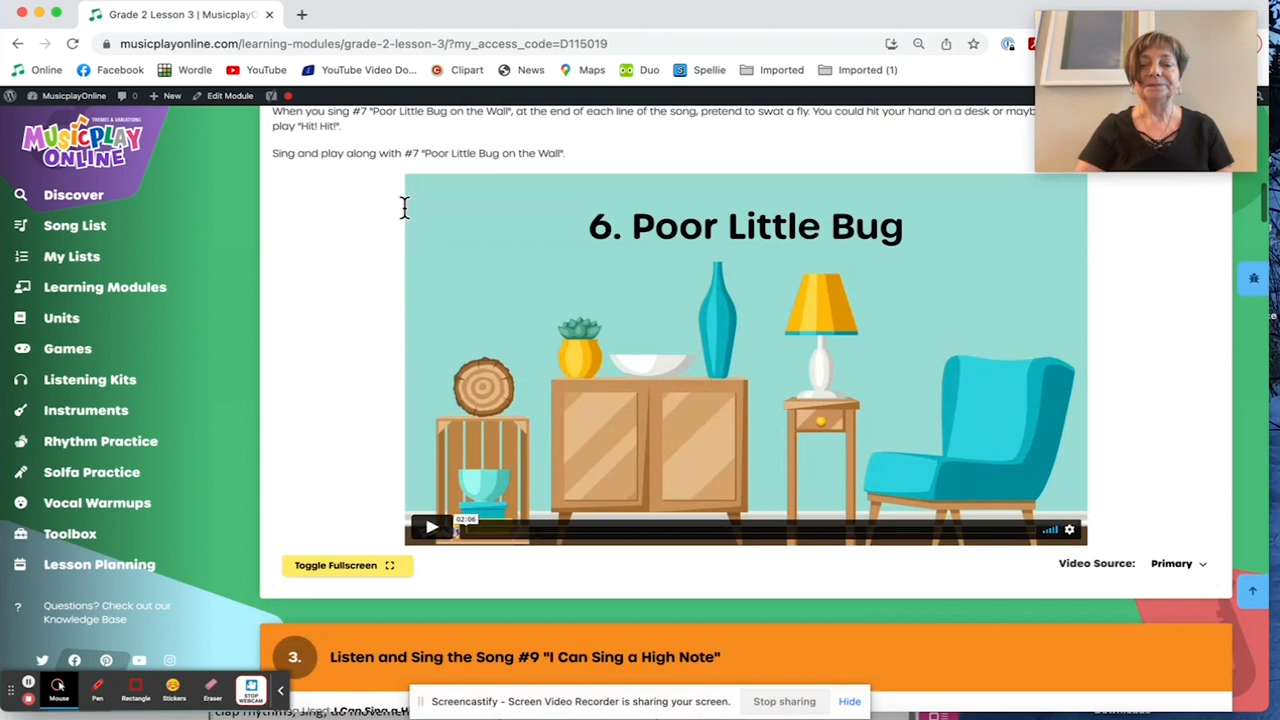 Grade 2 Lesson 3 | MusicplayO
musicplayonline.com/learning-modules/grade-2-lesson-3/?my_access_code=D115019
Online
Facebook
Wordle
YouTube
YouTube Video Do...
Clipart
News
Maps
Duo
Spellie
Imported
Imported (1)
MusicplayOnline
0
New
Edit Module
THEMES & VARIATIONS
MUSICPLAY
ONLINE
Discover
Song List
My Lists
Learning Modules
Units
Games
Listening Kits
Instruments
Rhythm Practice
Solfa Practice
Vocal Warmups
Toolbox
Lesson Planning
? Questions? Check out our
Knowledge Base
When you sing #7 "Poor Little Bug on the Wall", at the end of each line of the song, pretend to swat a fly. You could hit your hand on a desk or mayb
play "Hit! Hit!".
Sing and play along with #7 "Poor Little Bug on the Wall".
6. Poor Little Bug
02:06
Toggle Fullscreen
Video Source: Primary
3. Listen and Sing the Song #9 "I Can Sing a High Note"
Mouse
Pen
Rectangle
Stickers
Eraser
STOP
WEBCAM
Screencastify - Screen Video Recorder is sharing your screen.
Stop sharing
Hide